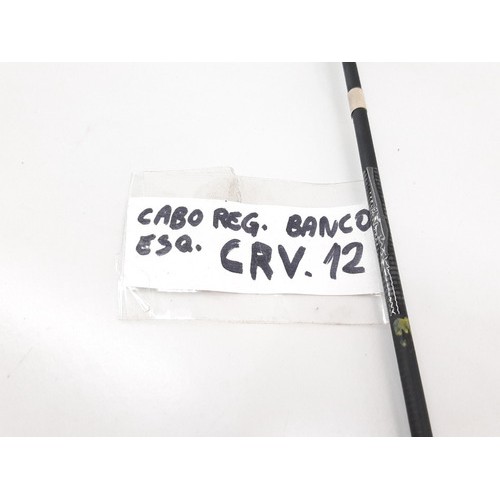 CABO REG. BANCO
ESQ. CRV. 12